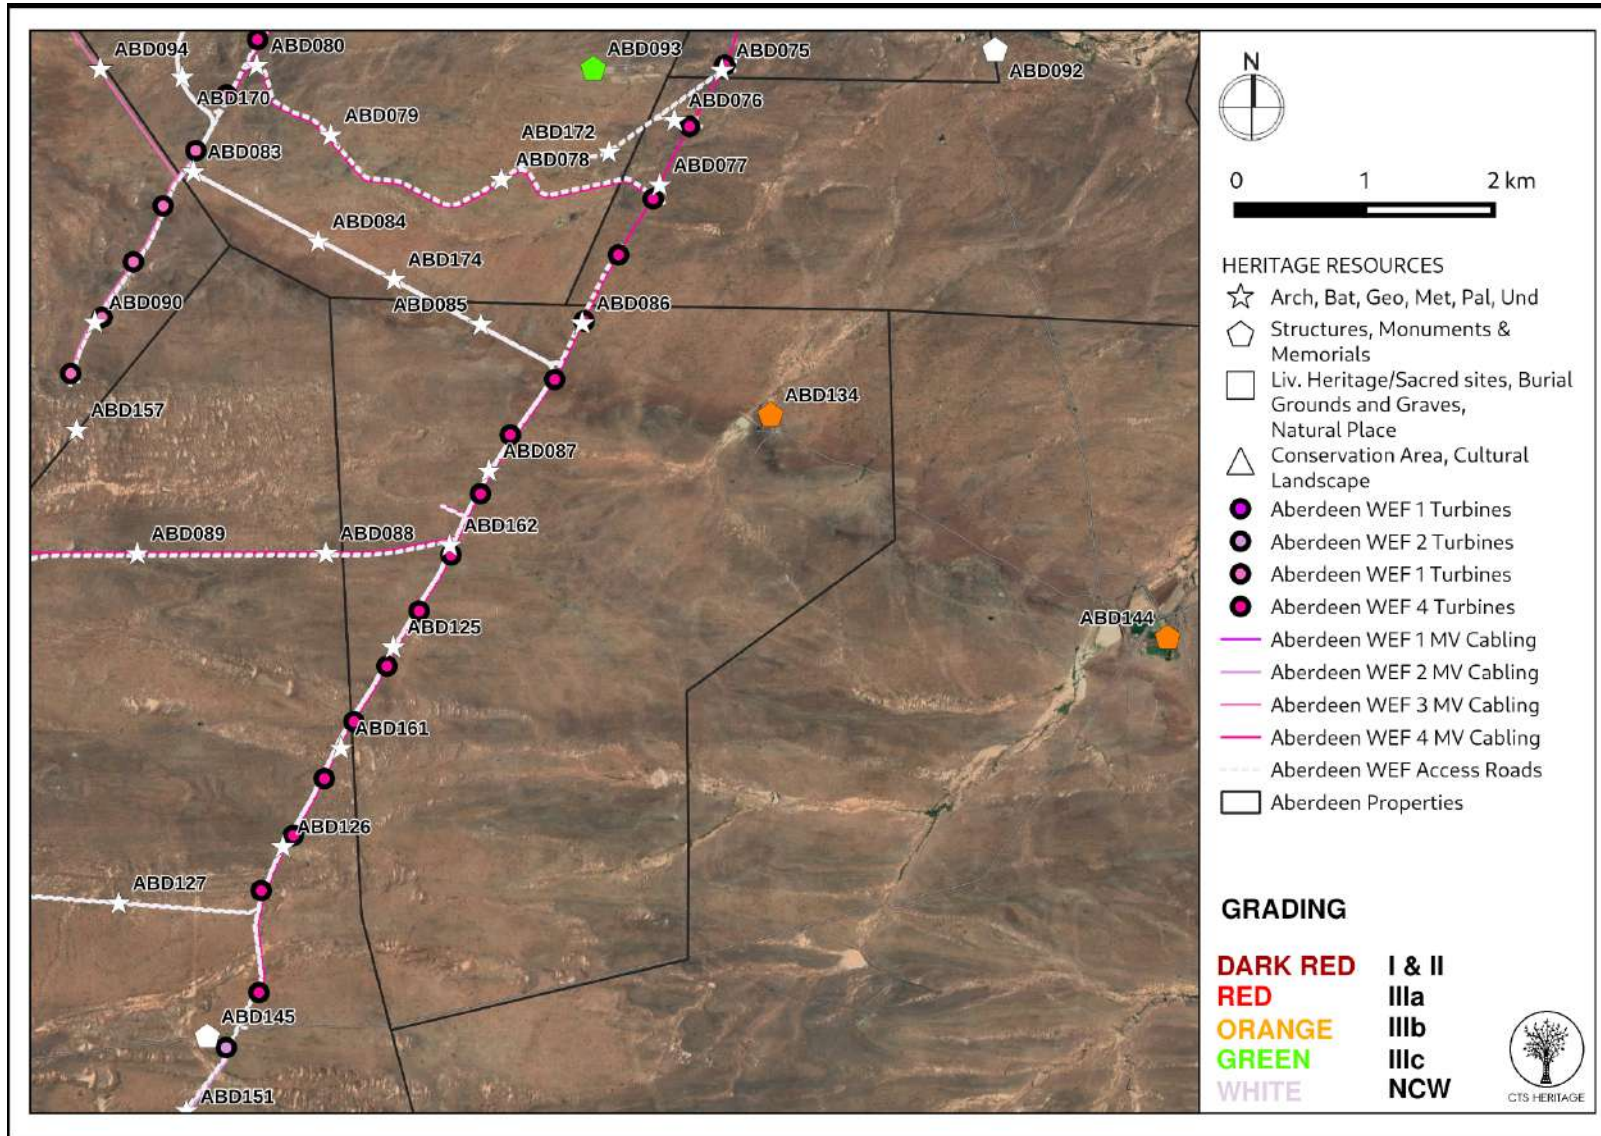 ABD094
ABD080
ABD093
ABD075
ABD092
ABD170
ABD079
ABD076
ABD172
ABD083
ABD078
ABD077
ABD084
ABD174
ABD085
ABD090
ABD086
ABD157
ABD134
ABD087
ABD089
ABD088
ABD162
ABD125
ABD144
ABD161
ABD126
ABD127
ABD145
ABD151
N
0 1 2 km
HERITAGE RESOURCES
Arch, Bat, Geo, Met, Pal, Und
Structures, Monuments &
Memorials
Liv. Heritage/Sacred sites, Burial
Grounds and Graves,
Natural Place
Conservation Area, Cultural
Landscape
Aberdeen WEF 1 Turbines
Aberdeen WEF 2 Turbines
Aberdeen WEF 1 Turbines
Aberdeen WEF 4 Turbines
Aberdeen WEF 1 MV Cabling
Aberdeen WEF 2 MV Cabling
Aberdeen WEF 3 MV Cabling
Aberdeen WEF 4 MV Cabling
Aberdeen WEF Access Roads
Aberdeen Properties
GRADING
DARK RED I & II
RED IIIa
ORANGE IIIb
GREEN IIIc
WHITE NCW
CTS HERITAGE